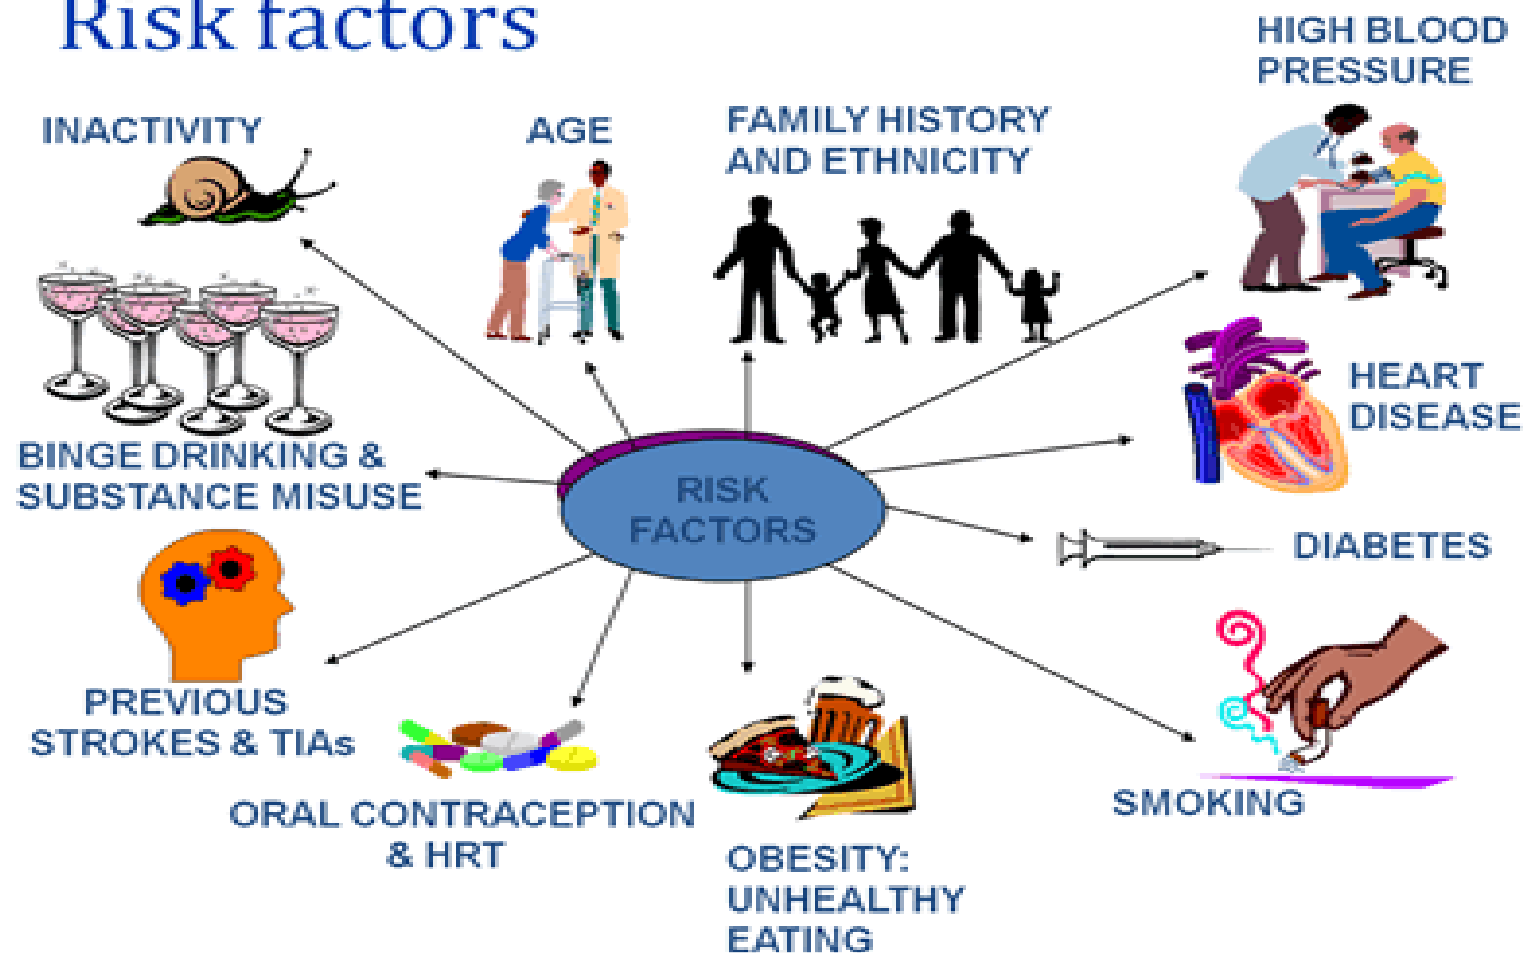 Risk factors
HIGH BLOOD
PRESSURE
INACTIVITY
AGE
FAMILY HISTORY
AND ETHNICITY
HEART
DISEASE
BINGE DRINKING &
SUBSTANCE MISUSE
RISK
FACTORS
DIABETES
PREVIOUS
STROKES & TIAs
ORAL CONTRACEPTION
& HRT
SMOKING
OBESITY:
UNHEALTHY
EATING